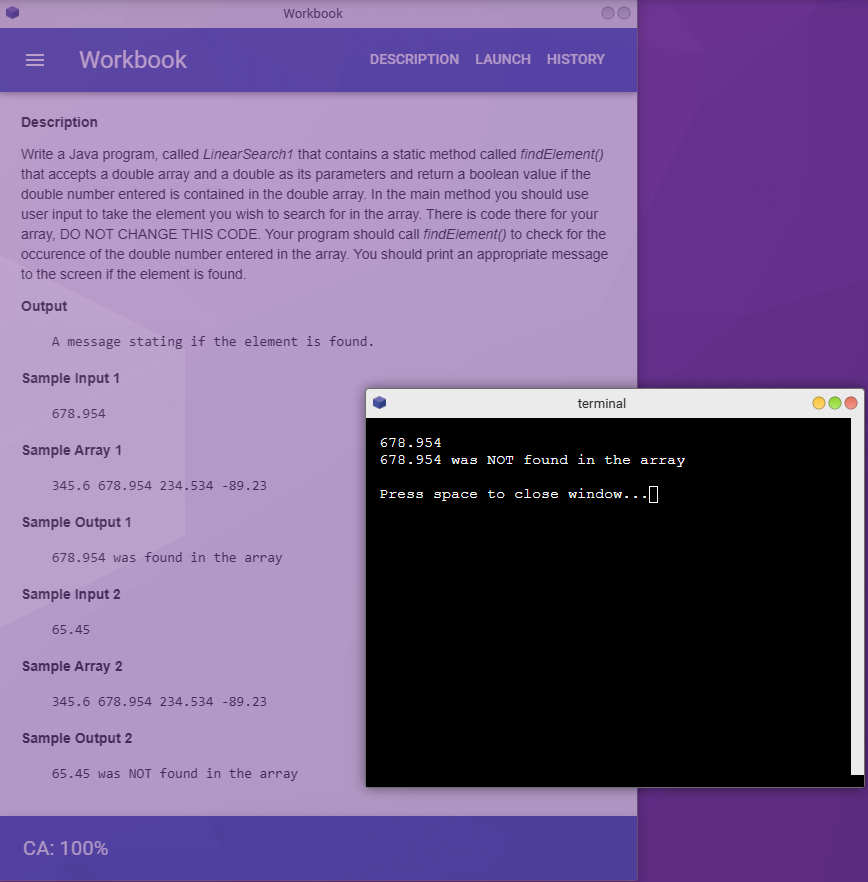 Workbook
Workbook DESCRIPTION LAUNCH HISTORY
Description
Write a Java program, called LinearSearch1 that contains a static method called findElement()
that accepts a double array and a double as its parameters and return a boolean value if the
double number entered is contained in the double array. In the main method you should use
user input to take the element you wish to search for in the array. There is code there for your
array, DO NOT CHANGE THIS CODE. Your program should call findElement() to check for the
occurence of the double number entered in the array. You should print an appropriate message
to the screen if the element is found.
Output
A message stating if the element is found.
Sample Input 1
678.954
Sample Array 1
345.6 678.954 234.534 -89.23
Sample Output 1
678.954 was found in the array
Sample Input 2
65.45
Sample Array 2
345.6 678.954 234.534 -89.23
Sample Output 2
65.45 was NOT found in the array
CA: 100%
terminal
678.954
678.954 was NOT found in the array
Press space to close window...